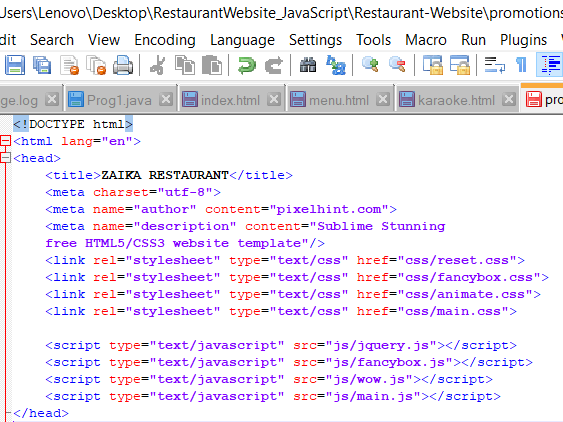 Users\Lenovo\Desktop\RestaurantWebsite_JavaScript\Restaurant-Website\promotions
dit Search View Encoding Language Settings Tools Macro Run Plugins
ge.log Prog1.java index.html menu.html karaoke.html pro
<!DOCTYPE html>
<html lang="en">
<head>
<title>ZAIKA RESTAURANT</title>
<meta charset="utf-8">
<meta name="author" content="pixelhint.com">
<meta name="description" content="Sublime Stunning
free HTML5/CSS3 website template"/>
<link rel="stylesheet" type="text/css" href="css/reset.css">
<link rel="stylesheet" type="text/css" href="css/fancybox.css">
<link rel="stylesheet" type="text/css" href="css/animate.css">
<link rel="stylesheet" type="text/css" href="css/main.css">
<script type="text/javascript" src="js/jquery.js"></script>
<script type="text/javascript" src="js/fancybox.js"></script>
<script type="text/javascript" src="js/wow.js"></script>
<script type="text/javascript" src="js/main.js"></script>
</head>